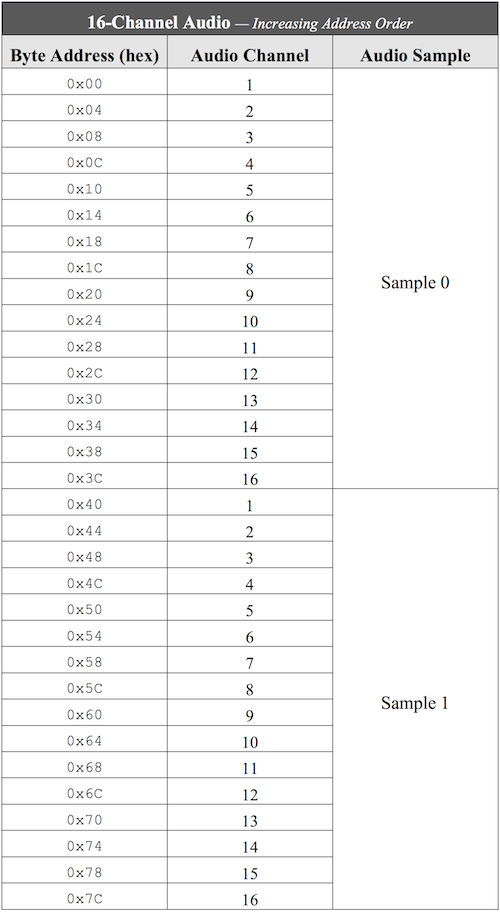 16-Channel Audio — Increasing Address Order
Byte Address (hex) Audio Channel Audio Sample
0x00 1
0x04 2
0x08 3
0x0C 4
0x10 5
0x14 6
0x18 7
0x1C 8
Sample 0
0x20 9
0x24 10
0x28 11
0x2C 12
0x30 13
0x34 14
0x38 15
0x3C 16
0x40 1
0x44 2
0x48 3
0x4C 4
0x50 5
0x54 6
0x58 7
0x5C 8
Sample 1
0x60 9
0x64 10
0x68 11
0x6C 12
0x70 13
0x74 14
0x78 15
0x7C 16